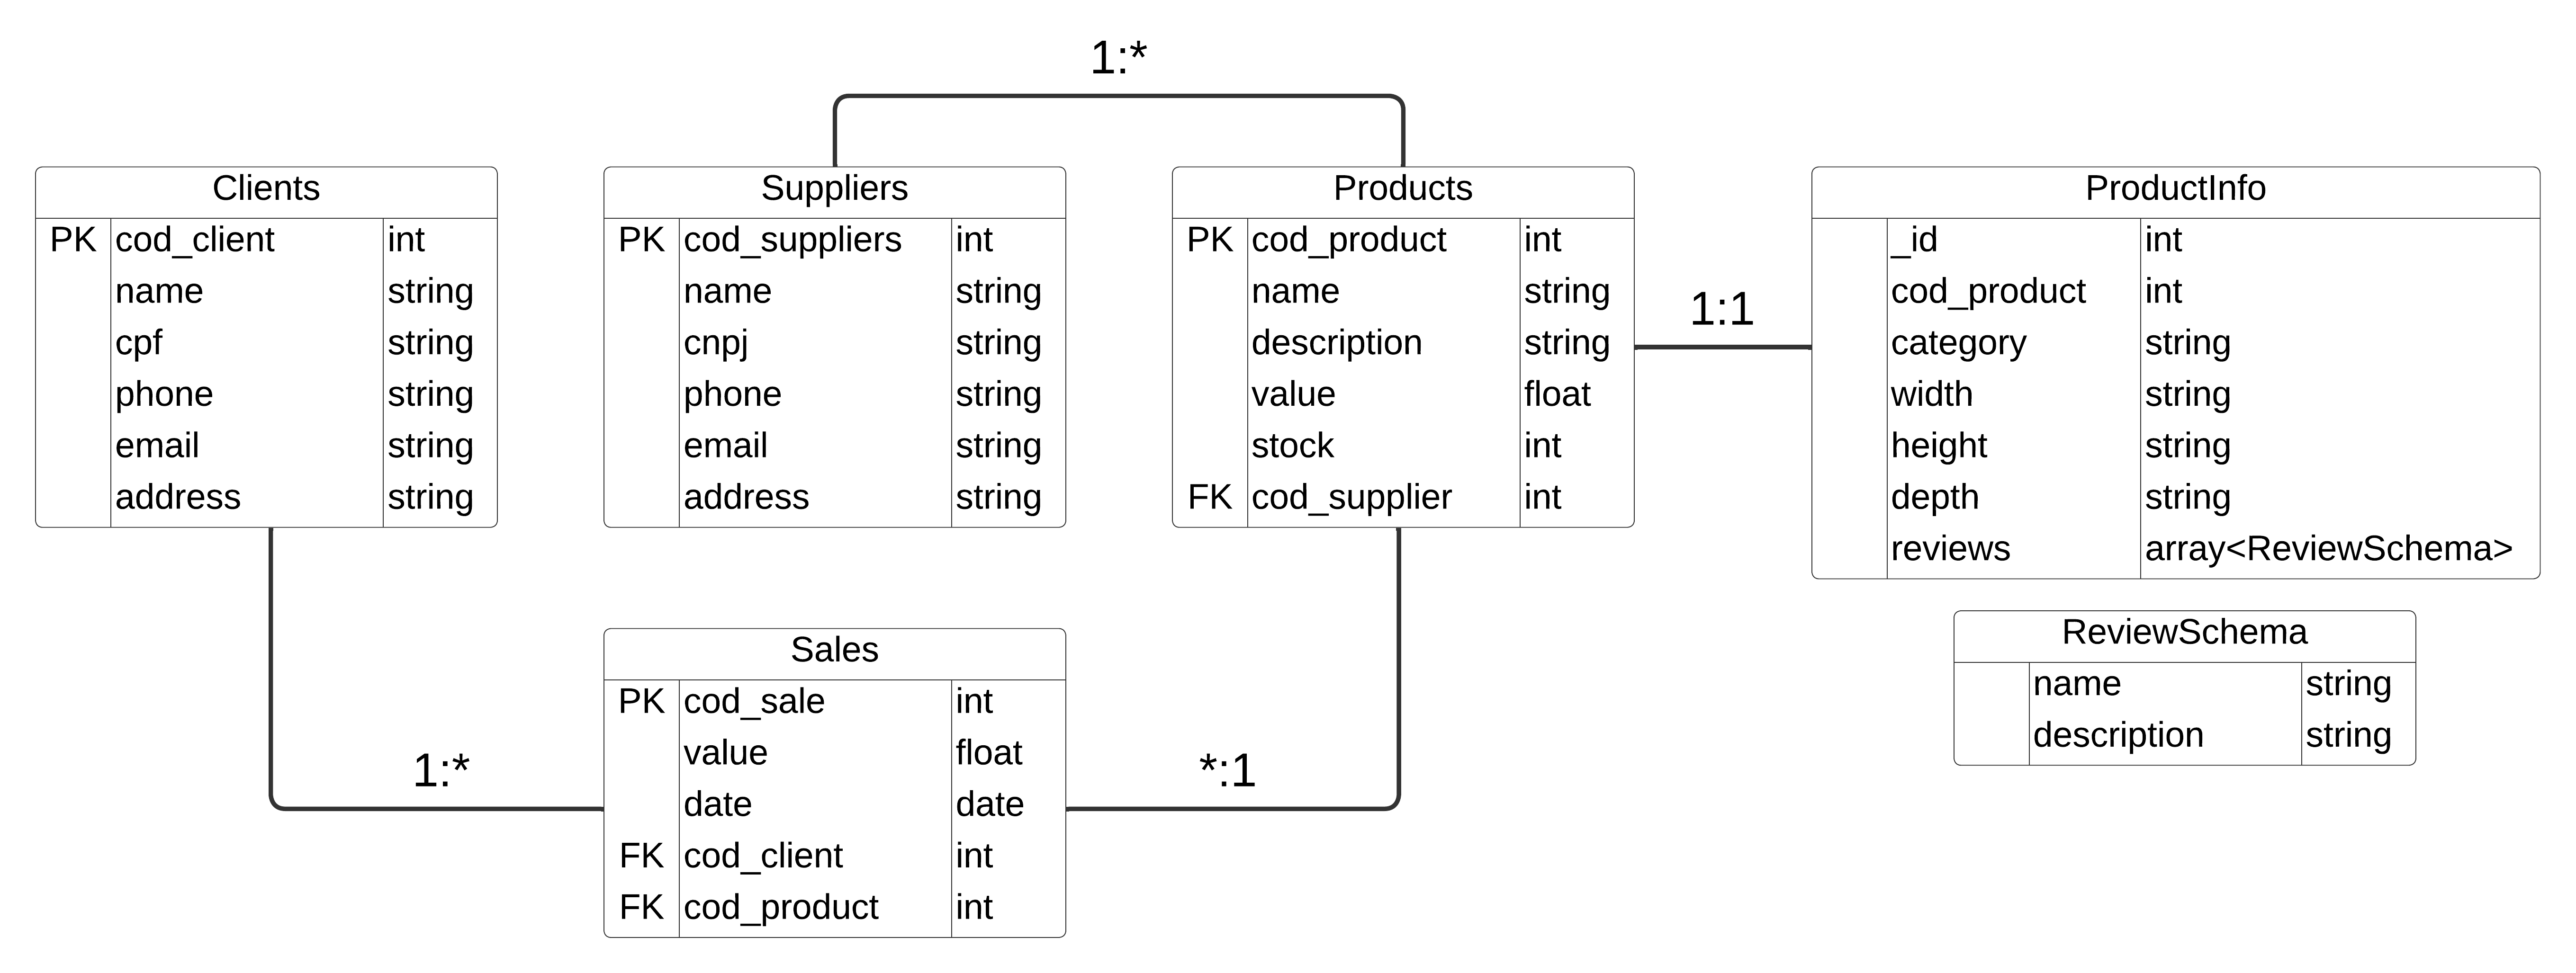 1:*
Clients
PK cod_client int
name string
cpf string
phone string
email string
address string
Suppliers
PK cod_suppliers int
name string
cnpj string
phone string
email string
address string
Products
PK cod_product int
name string
description string
value float
stock int
FK cod_supplier int
1:1
ProductInfo
_id int
cod_product int
category string
width string
height string
depth string
reviews array<ReviewSchema>
ReviewSchema
name string
description string
1:*
Sales
PK cod_sale int
value float
date date
FK cod_client int
FK cod_product int
*:1